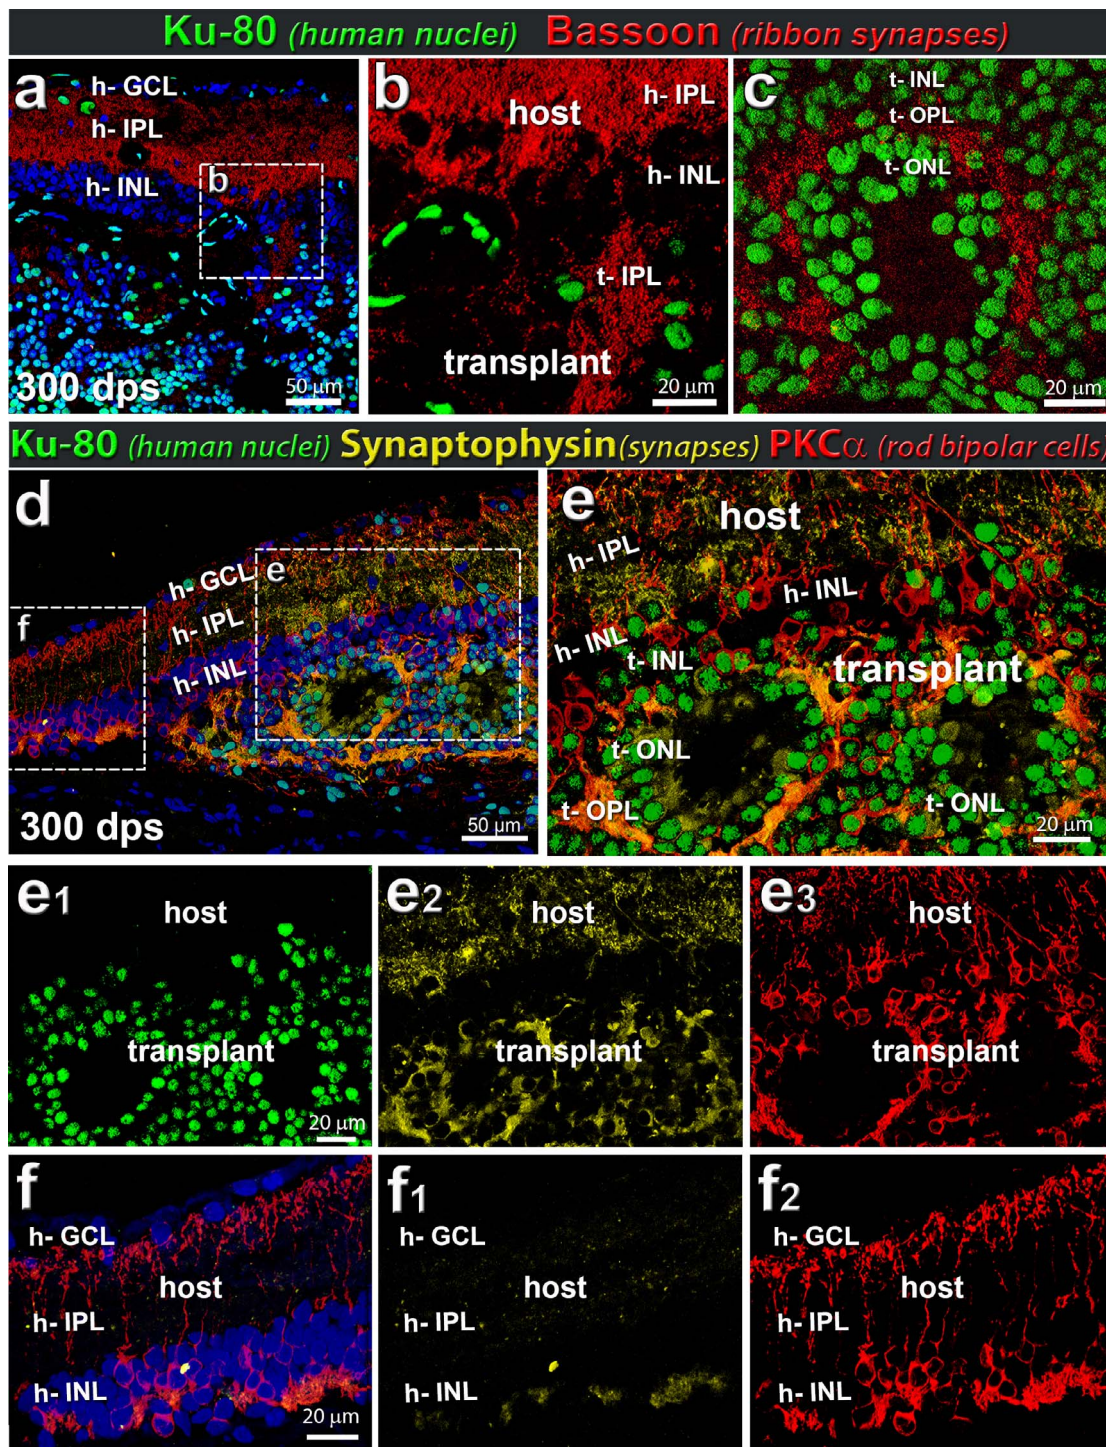 Ku-80 (human nuclei) Bassoon (ribbon synapses)
a
h- GCL
h- IPL
h- INL
b
300 dps
50 µm
b
host
h- IPL
h- INL
t- IPL
transplant
20 µm
c
t- INL
t- OPL
t- ONL
20 µm
Ku-80 (human nuclei) Synaptophysin (synapses) PKCα (rod bipolar cells)
d
h- GCL
e
f
h- IPL
h- INL
300 dps
50 µm
e
host
h- IPL
h- INL
h- INL
t- INL
transplant
t- ONL
t- OPL
t- ONL
20 µm
e1
host
transplant
20 µm
e2
host
transplant
e3
host
transplant
f
h- GCL
host
h- IPL
h- INL
20 µm
f1
h- GCL
host
h- IPL
h- INL
f2
h- GCL
host
h- IPL
h- INL